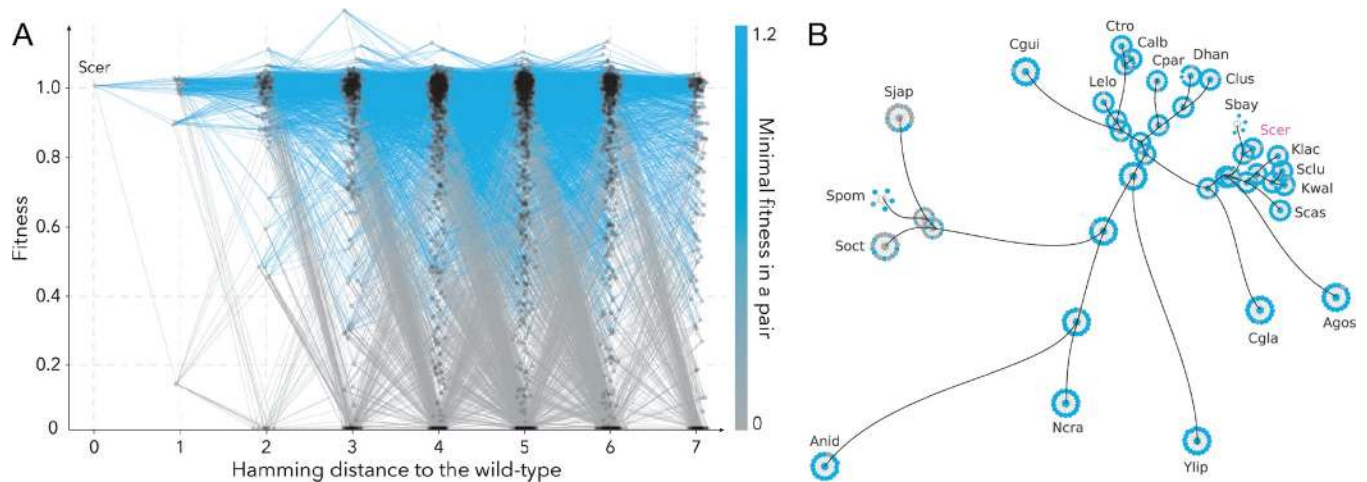 A
Scer
1.0
0.8
0.6
0.4
0.2
0
Fitness
0 1 2 3 4 5 6 7
Hamming distance to the wild-type
1.2
Minimal fitness in a pair
0
B
Ctro
Calb
Cgui
Cpar
Dhan
Lelo
Clus
Sjap
Sbay
Scer
Klac
Sclu
Kwal
Spom
Scas
Soct
Agos
Cgla
Ncra
Anid
Ylip